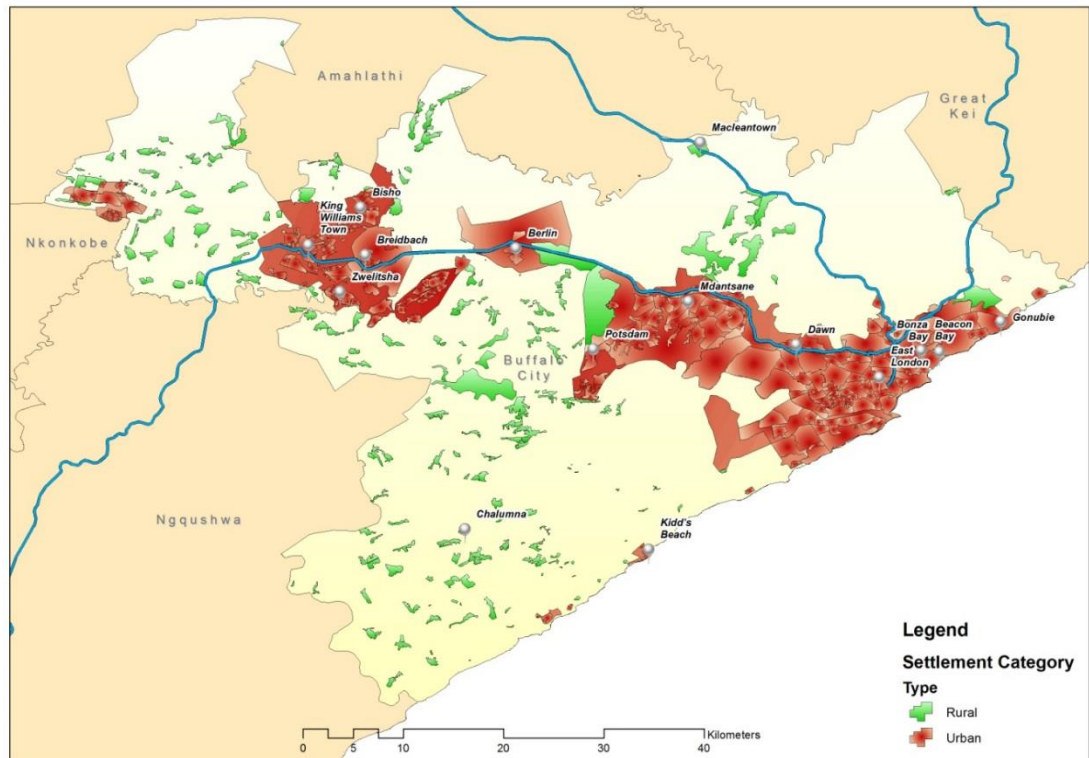 Amahlathi
Great
Kei
Macleantown
Bisho
King
Williams
Town
Nkonkobe
Breidbach
Berlin
Zwelitsha
Mdantsane
Gonubie
Bonza
Bay
Beacon
Bay
Dawn
Potsdam
East
London
Buffalo
City
Ngqushwa
Chalumna
Kidd's
Beach
Legend
Settlement Category
Type
Rural
Urban
Kilometers
0 5 10 20 30 40